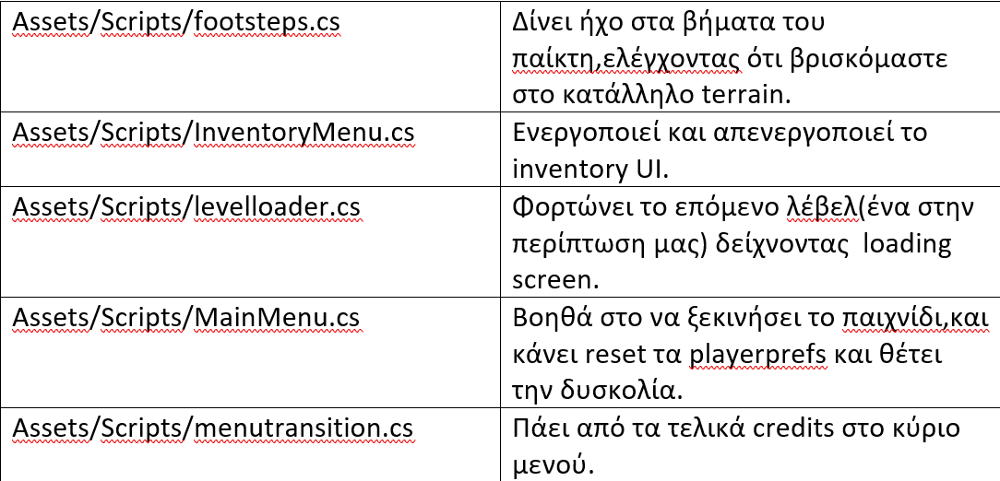 Assets/Scripts/footsteps.cs
Δίνει ήχο στα βήματα του
παίκτη,ελέγχοντας ότι βρισκόμαστε
στο κατάλληλο terrain.
Assets/Scripts/InventoryMenu.cs
Ενεργοποιεί και απενεργοποιεί το
inventory UI.
Assets/Scripts/levelloader.cs
Φορτώνει το επόμενο λέβελ(ένα στην
περίπτωση μας) δείχνοντας  loading
screen.
Assets/Scripts/MainMenu.cs
Βοηθά στο να ξεκινήσει το παιχνίδι,και
κάνει reset τα playerprefs και θέτει
την δυσκολία.
Assets/Scripts/menutransition.cs
Πάει από τα τελικά credits στο κύριο
μενού.